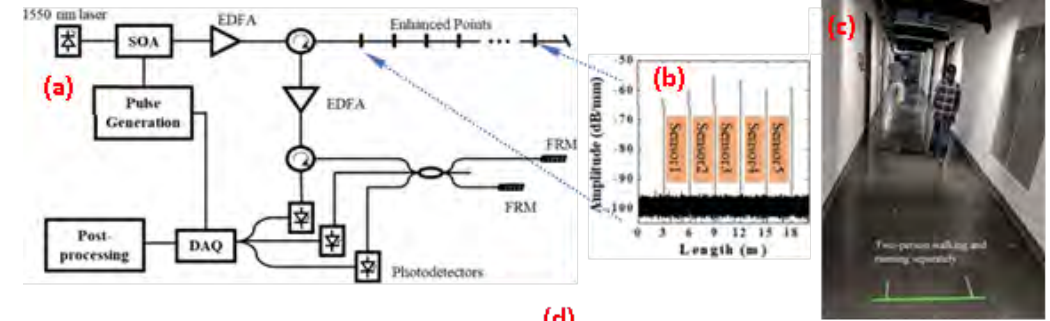 1550 nm laser
EDFA
Enhanced Points
SOA
(a)
EDFA
Pulse
Generation
FRM
FRM
Post-
processing
DAQ
Photodetectors
(b)
-50
-60
-70
-80
-90
-100
Amplitude (dB/mm)
Sensor1
Sensor2
Sensor3
Sensor4
Sensor5
0 3 6 9 12 15 18
Length (m)
(c)
Two-person walking and
running separately
(d)